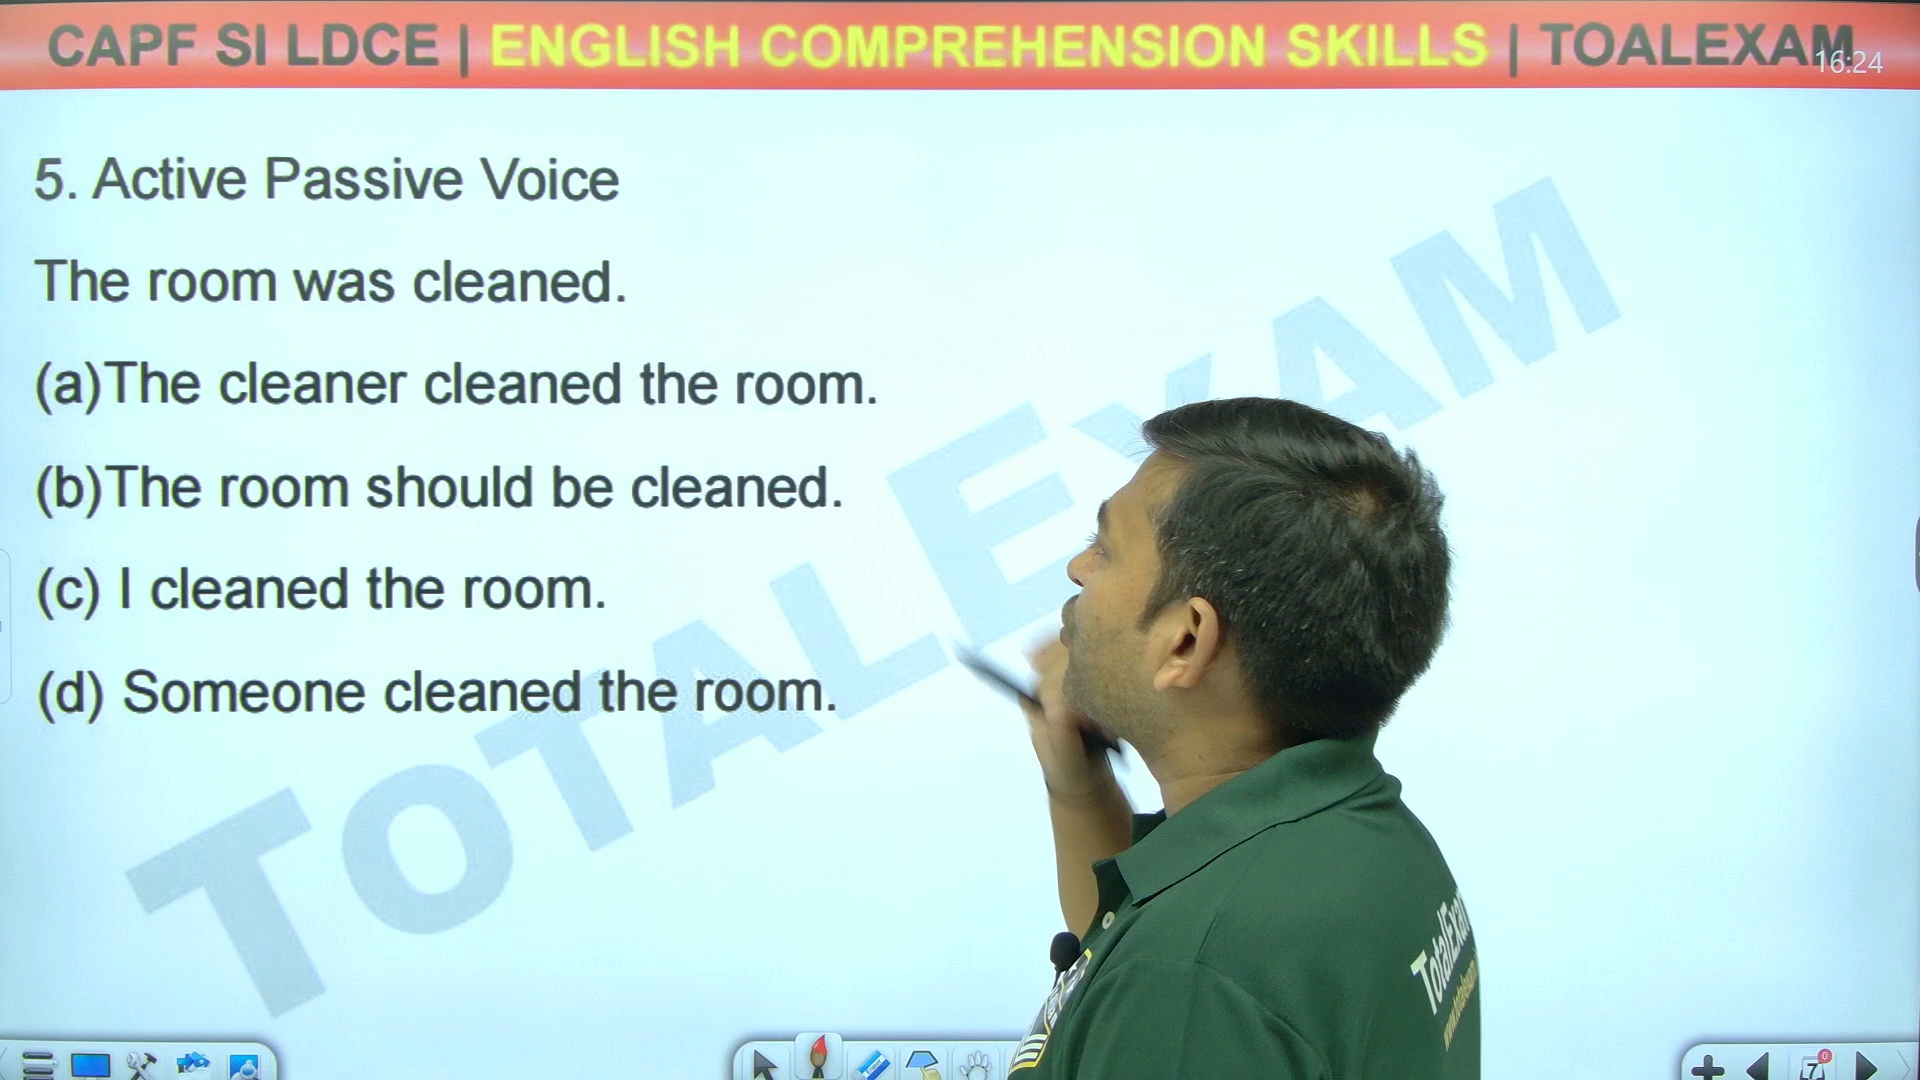 CAPF SI LDCE | ENGLISH COMPREHENSION SKILLS | TOALEXAM
16:24
5. Active Passive Voice
The room was cleaned.
(a)The cleaner cleaned the room.
(b)The room should be cleaned.
(c) I cleaned the room.
(d) Someone cleaned the room.
TOTALEXAM